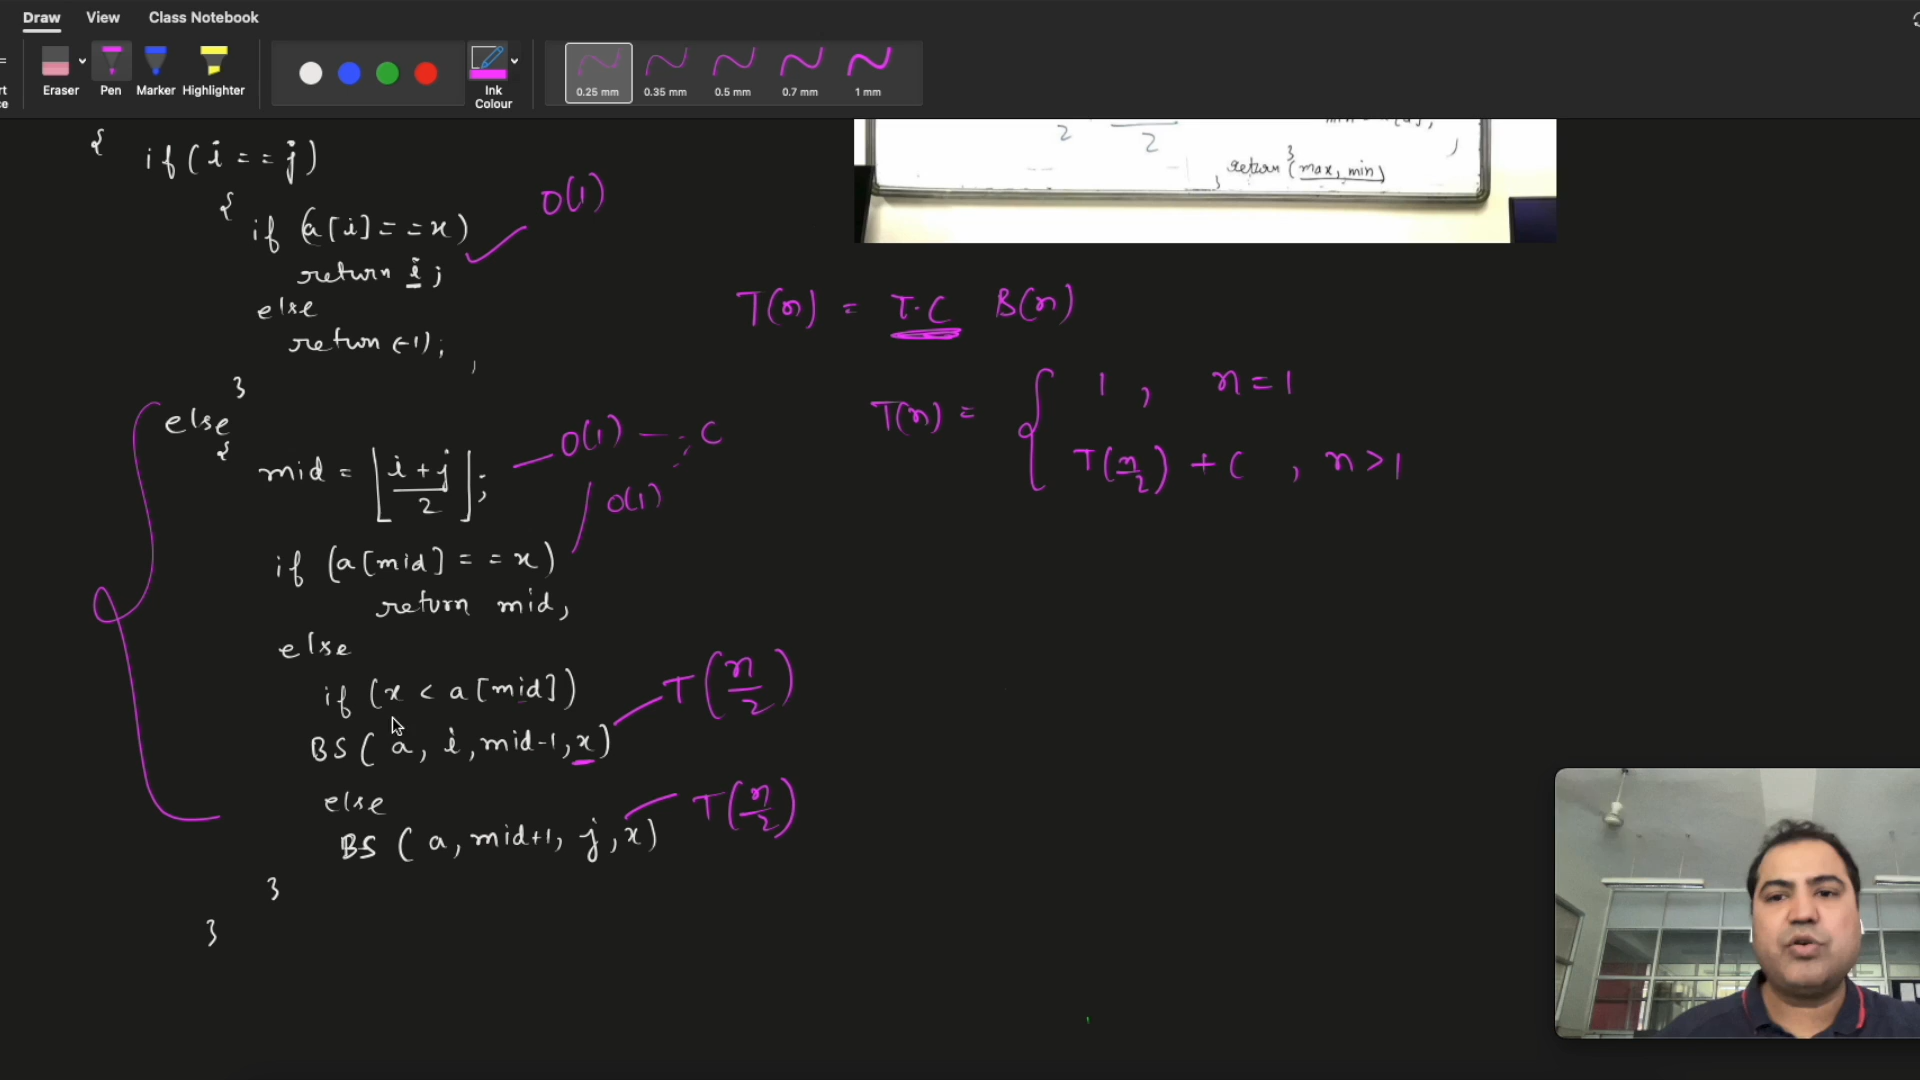 Draw View Class Notebook
Eraser Pen Marker Highlighter
Ink Colour
0.25 mm 0.35 mm 0.5 mm 0.7 mm 1 mm
{
if (i == j)
{
if (a[i] == x) O(1)
return i;
else
return (-1);
}
else
{
mid = ⌊(i + j)/2⌋; O(1) C
O(1)
if (a[mid] == x)
return mid,
else
if (x < a[mid])
BS(a, i, mid-1, x) T(n/2)
else
BS(a, mid+1, j, x) T(n/2)
}
}
2
2
}
return (max, min)
T(n) = T.C B(n)
T(n) = { 1 , n = 1
T(n/2) + C , n > 1